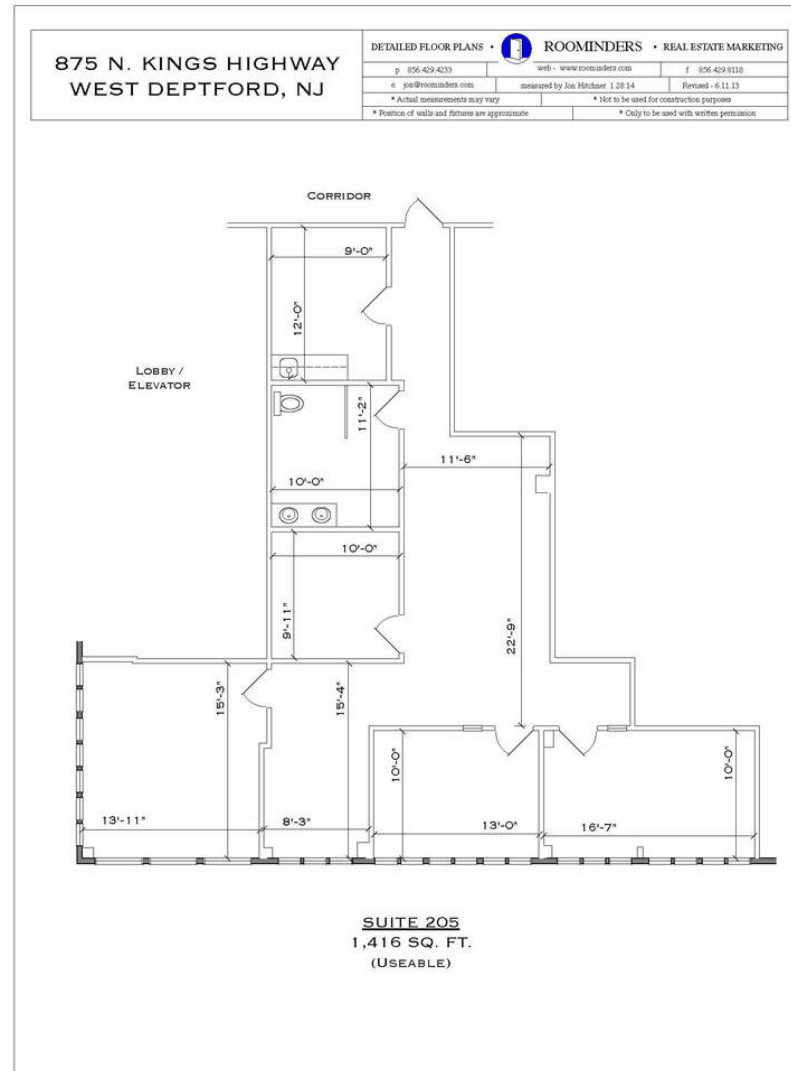 875 N. KINGS HIGHWAY
WEST DEPTFORD, NJ
DETAILED FLOOR PLANS • ROOMINDERS • REAL ESTATE MARKETING
p 856.429.4233 web - www.roominders.com f 856.429.8118
e jon@roominders.com measured by Jon Hitchner 1.28.14 Revised - 6.11.13
* Actual measurements may vary * Not to be used for construction purposes
* Position of walls and fixtures are approximate * Only to be used with written permission
CORRIDOR
9'-0"
12'-0"
LOBBY /
ELEVATOR
11'-2"
11'-6"
10'-0"
10'-0"
9'-11"
22'-9"
15'-3"
15'-4"
10'-0"
10'-0"
13'-11"
8'-3"
13'-0"
16'-7"
SUITE 205
1,416 SQ. FT.
(USEABLE)